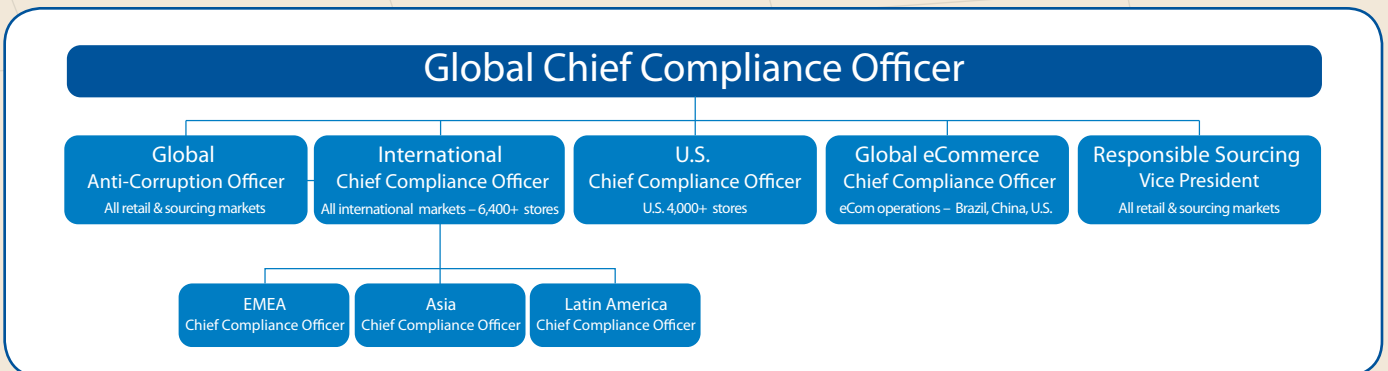 Global Chief Compliance Officer
Global
Anti-Corruption Officer
All retail & sourcing markets
International
Chief Compliance Officer
All international markets – 6,400+ stores
U.S.
Chief Compliance Officer
U.S. 4,000+ stores
Global eCommerce
Chief Compliance Officer
eCom operations – Brazil, China, U.S.
Responsible Sourcing
Vice President
All retail & sourcing markets
EMEA
Chief Compliance Officer
Asia
Chief Compliance Officer
Latin America
Chief Compliance Officer